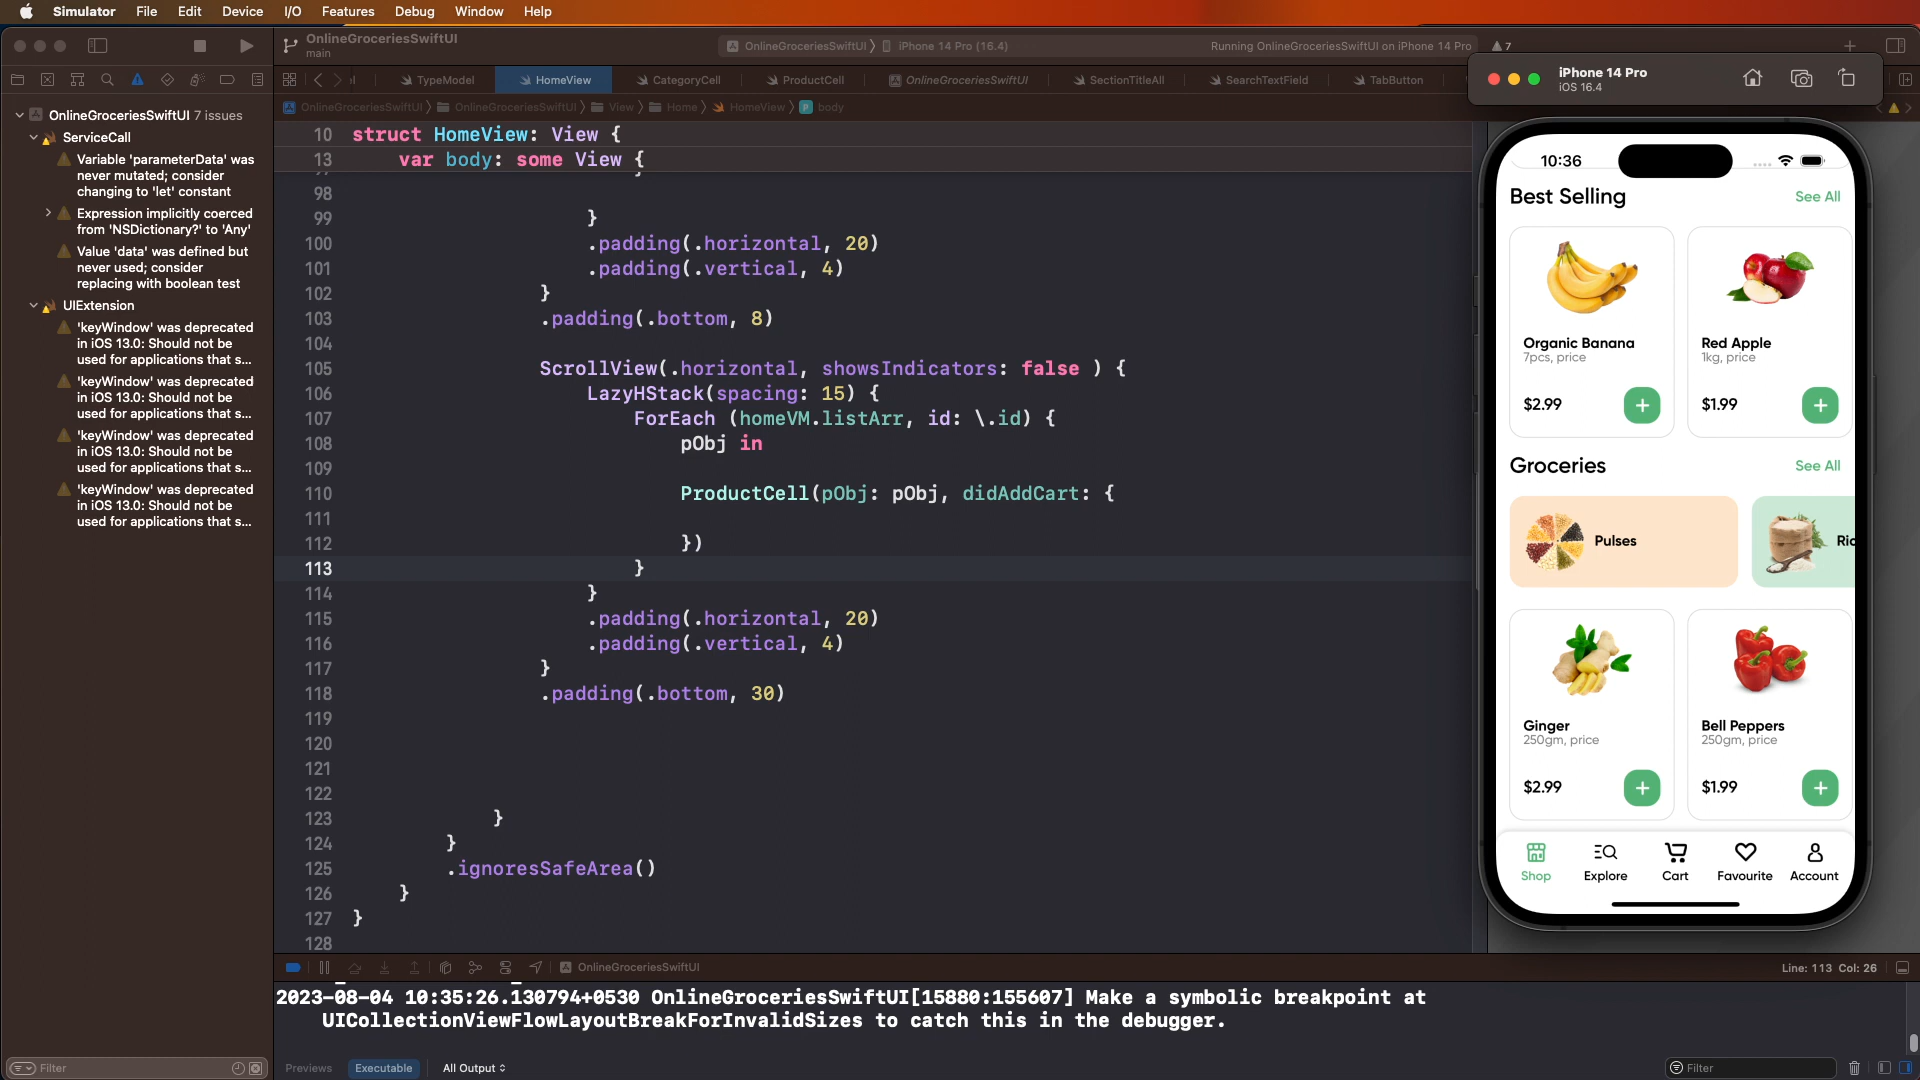 Simulator File Edit Device I/O Features Debug Window Help
OnlineGroceriesSwiftUI
main
OnlineGroceriesSwiftUI 〉 iPhone 14 Pro (16.4)
Running OnlineGroceriesSwiftUI on iPhone 14 Pro
7
TypeModel HomeView CategoryCell ProductCell OnlineGroceriesSwiftUI SectionTitleAll SearchTextField TabButton
OnlineGroceriesSwiftUI 〉 OnlineGroceriesSwiftUI 〉 View 〉 Home 〉 HomeView 〉 body
OnlineGroceriesSwiftUI 7 issues
ServiceCall
Variable 'parameterData' was
never mutated; consider
changing to 'let' constant
Expression implicitly coerced
from 'NSDictionary?' to 'Any'
Value 'data' was defined but
never used; consider
replacing with boolean test
UIExtension
'keyWindow' was deprecated
in iOS 13.0: Should not be
used for applications that s...
'keyWindow' was deprecated
in iOS 13.0: Should not be
used for applications that s...
'keyWindow' was deprecated
in iOS 13.0: Should not be
used for applications that s...
'keyWindow' was deprecated
in iOS 13.0: Should not be
used for applications that s...
Filter
10 struct HomeView: View {
13 var body: some View {
98
99 }
100 .padding(.horizontal, 20)
101 .padding(.vertical, 4)
102 }
103 .padding(.bottom, 8)
104
105 ScrollView(.horizontal, showsIndicators: false ) {
106 LazyHStack(spacing: 15) {
107 ForEach (homeVM.listArr, id: \.id) {
108 pObj in
109
110 ProductCell(pObj: pObj, didAddCart: {
111
112 })
113 }
114 }
115 .padding(.horizontal, 20)
116 .padding(.vertical, 4)
117 }
118 .padding(.bottom, 30)
119
120
121
122
123 }
124 }
125 .ignoresSafeArea()
126 }
127 }
128
OnlineGroceriesSwiftUI
Line: 113 Col: 26
2023-08-04 10:35:26.130794+0530 OnlineGroceriesSwiftUI[15880:155607] Make a symbolic breakpoint at
UICollectionViewFlowLayoutBreakForInvalidSizes to catch this in the debugger.
Previews Executable All Output
Filter
iPhone 14 Pro
iOS 16.4
10:36
Best Selling See All
Organic Banana
7pcs, price
$2.99
Red Apple
1kg, price
$1.99
Groceries See All
Pulses
Ric
Ginger
250gm, price
$2.99
Bell Peppers
250gm, price
$1.99
Shop Explore Cart Favourite Account